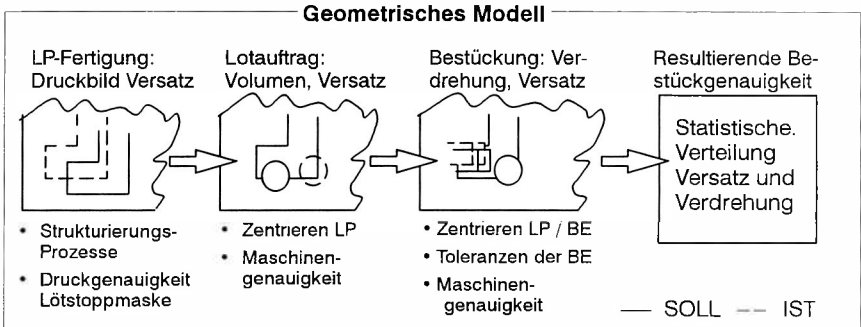 Geometrisches Modell
LP-Fertigung:
Druckbild Versatz
Lotauftrag:
Volumen, Versatz
Bestückung: Ver-
drehung, Versatz
Resultierende Be-
stückgenauigkeit
Statistische.
Verteilung
Versatz und
Verdrehung
• Strukturierungs-
Prozesse
• Druckgenauigkeit
Lötstoppmaske
• Zentrieren LP
• Maschinen-
genauigkeit
• Zentrieren LP / BE
• Toleranzen der BE
• Maschinen-
genauigkeit
SOLL
IST